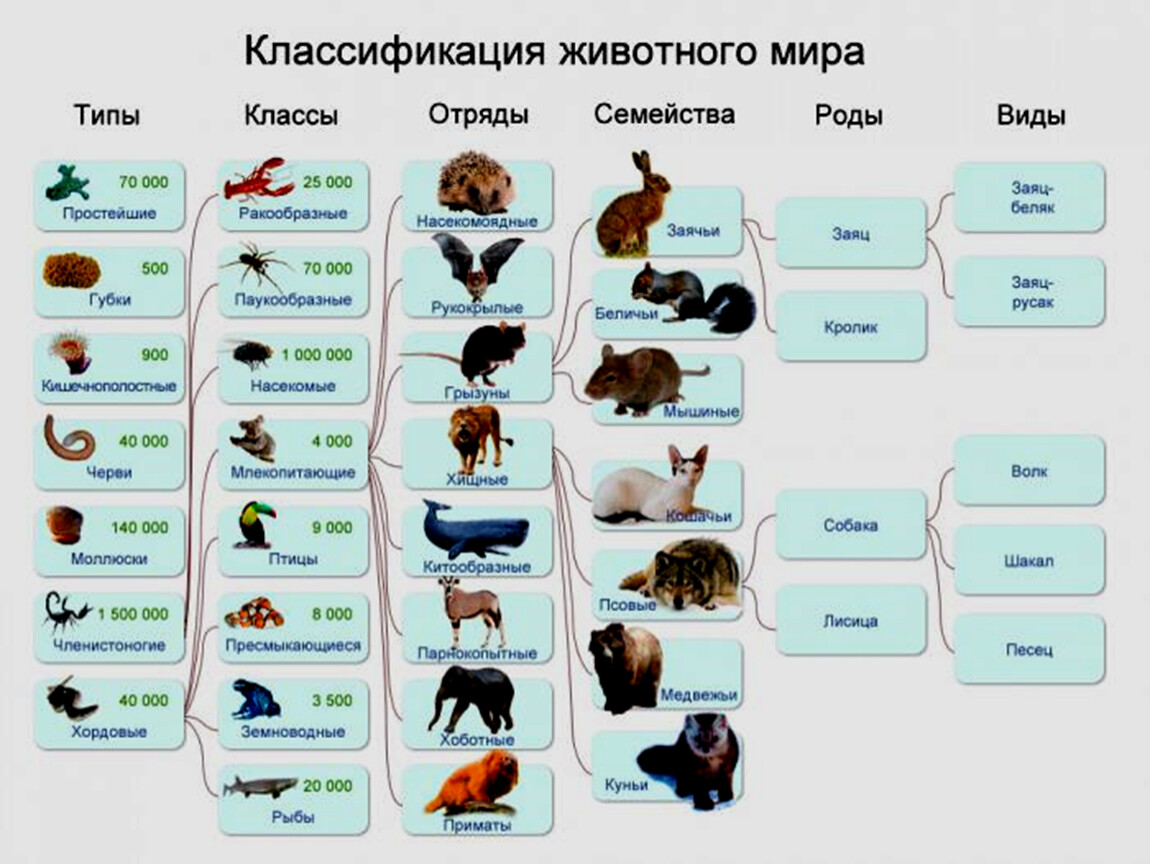 Классификация животного мира
Типы
Классы
Отряды
Семейства
Роды
Виды
70 000
Простейшие
500
Губки
900
Кишечнополостные
40 000
Черви
140 000
Моллюски
1 500 000
Членистоногие
40 000
Хордовые
25 000
Ракообразные
70 000
Паукообразные
1 000 000
Насекомые
4 000
Млекопитающие
9 000
Птицы
8 000
Пресмыкающиеся
3 500
Земноводные
20 000
Рыбы
Насекомоядные
Рукокрылые
Грызуны
Хищные
Китообразные
Парнокопытные
Хоботные
Приматы
Заячьи
Беличьи
Мышиные
Кошачьи
Псовые
Медвежьи
Куньи
Заяц
Кролик
Собака
Лисица
Заяц-
беляк
Заяц-
русак
Волк
Шакал
Песец